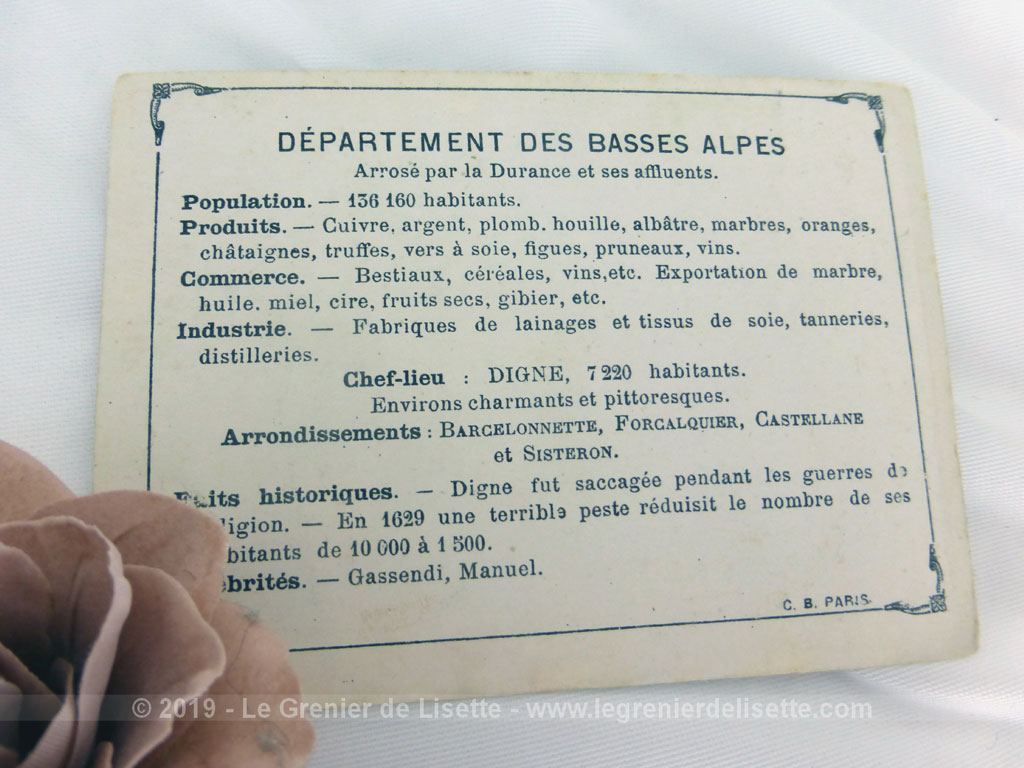 DÉPARTEMENT DES BASSES ALPES
Arrosé par la Durance et ses affluents.
Population. — 136 160 habitants.
Produits. — Cuivre, argent, plomb. houille, albâtre, marbres, oranges,
châtaignes, truffes, vers à soie, figues, pruneaux, vins.
Commerce. — Bestiaux, céréales, vins,etc. Exportation de marbre,
huile. miel, cire, fruits secs, gibier, etc.
Industrie. — Fabriques de lainages et tissus de soie, tanneries,
distilleries.
Chef-lieu : DIGNE, 7 220 habitants.
Environs charmants et pittoresques.
Arrondissements : BARCELONNETTE, FORCALQUIER, CASTELLANE
et SISTERON.
Faits historiques. — Digne fut saccagée pendant les guerres de
ligion. — En 1629 une terrible peste réduisit le nombre de ses
bitants de 10 000 à 1 500.
brités. — Gassendi, Manuel.
C. B. PARIS
© 2019 - Le Grenier de Lisette - www.legrenierdelisette.com